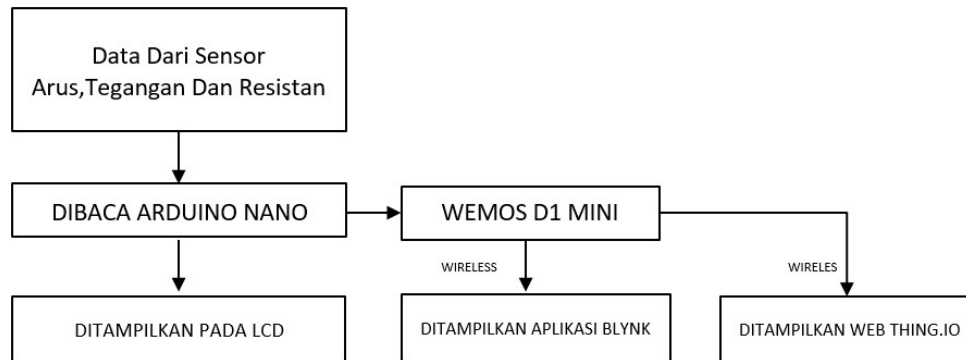 Data Dari Sensor
Arus,Tegangan Dan Resistan
DIBACA ARDUINO NANO
WEMOS D1 MINI
WIRELESS
WIRELES
DITAMPILKAN PADA LCD
DITAMPILKAN APLIKASI BLYNK
DITAMPILKAN WEB THING.IO